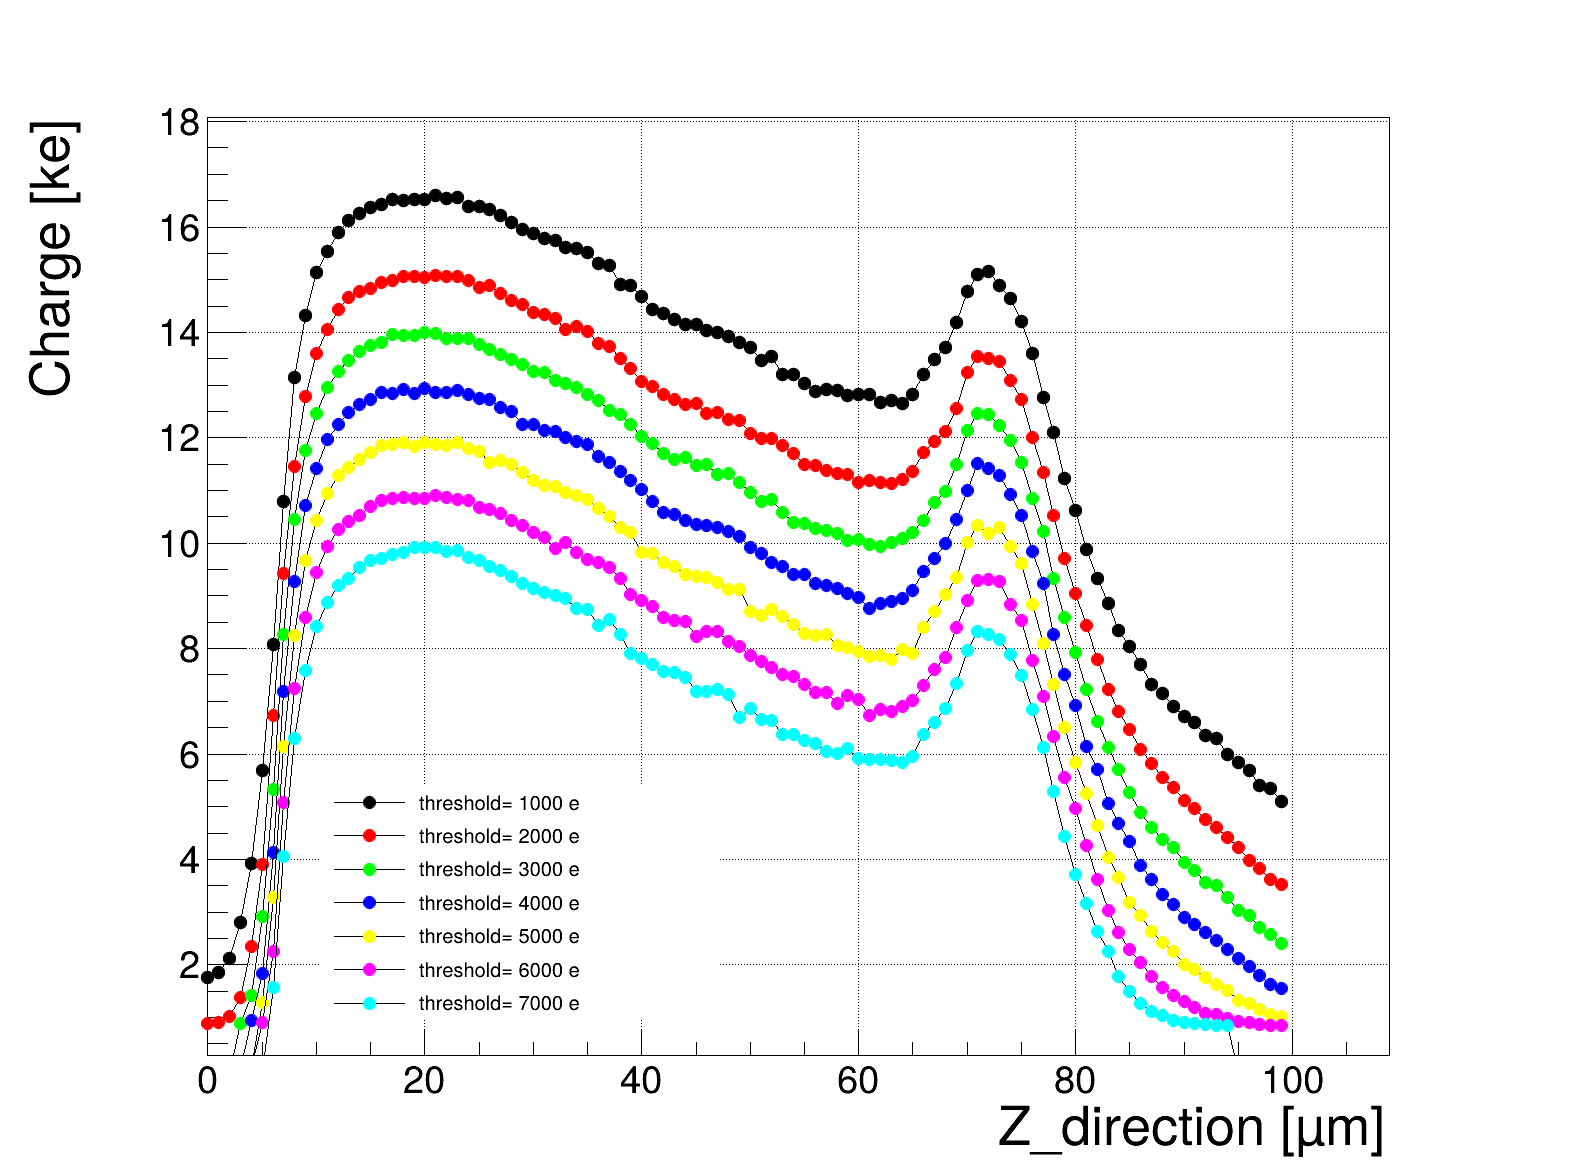 Charge [ke]
18
16
14
12
10
8
6
4
2
threshold= 1000 e
threshold= 2000 e
threshold= 3000 e
threshold= 4000 e
threshold= 5000 e
threshold= 6000 e
threshold= 7000 e
0 20 40 60 80 100
Z_direction [μm]